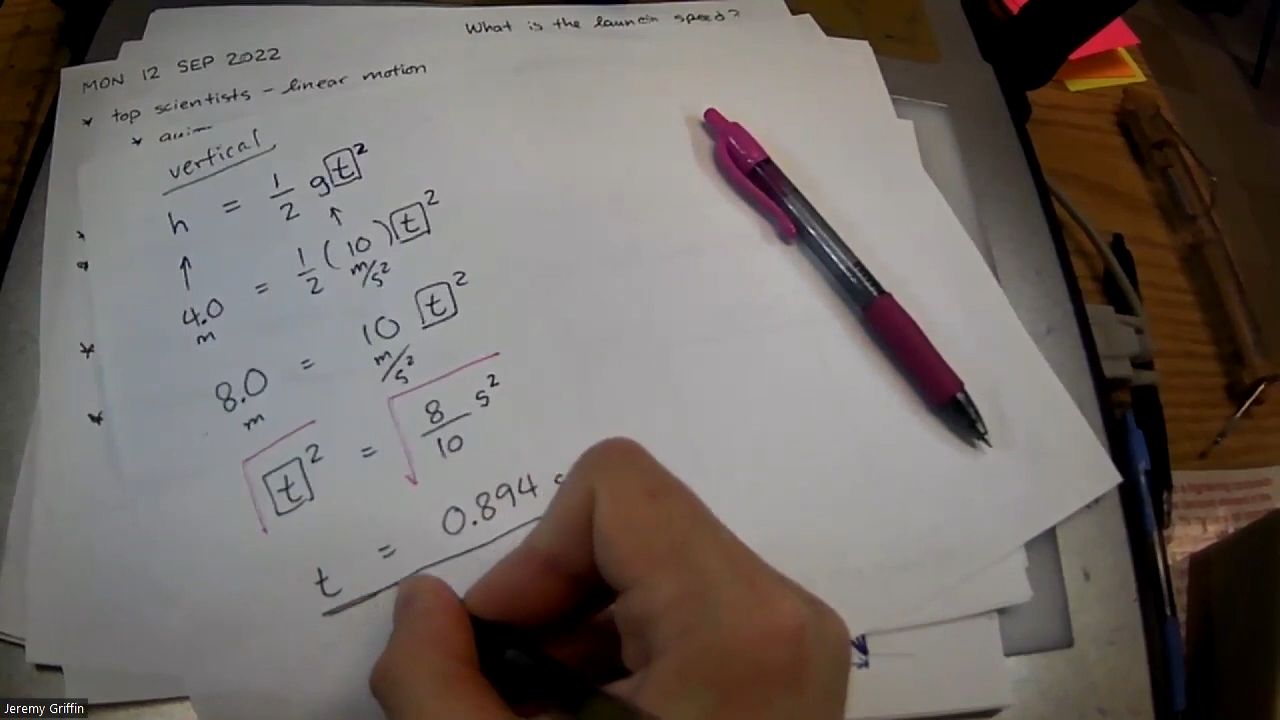 What is the launch speed?
MON 12 SEP 2022
* top scientists - linear motion
*
vertical
h = 1/2 g t²
↑ ↑
4.0 m = 1/2 (10 m/s²) t²
8.0 m = 10 m/s² t²
√t² = √8/10 s²
t = 0.894 s
Jeremy Griffin